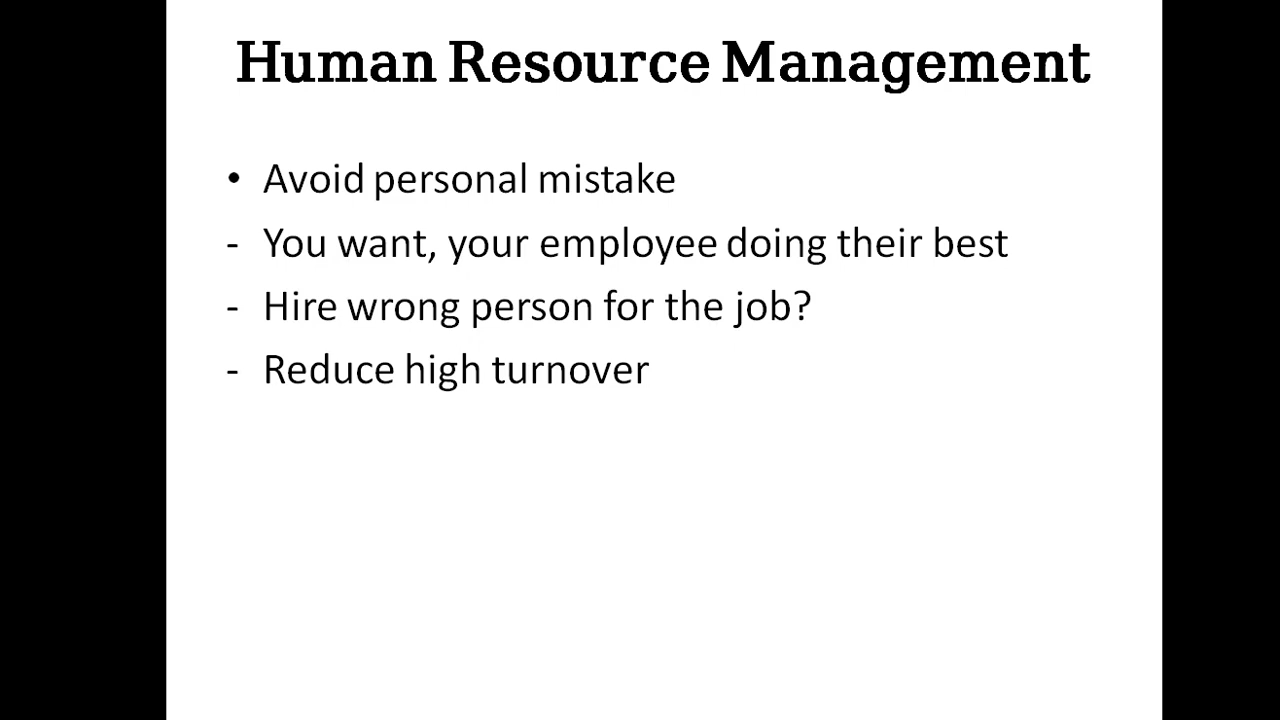 Human Resource Management
• Avoid personal mistake
- You want, your employee doing their best
- Hire wrong person for the job?
- Reduce high turnover